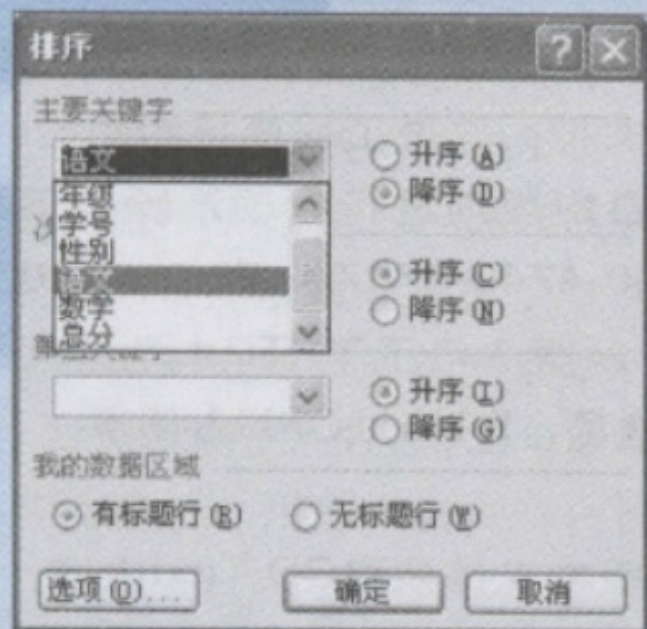 排序
主要关键字
语文
升序(A)
降序(D)
年级
学号
性别
语文
数学
总分
升序(C)
降序(N)
升序(I)
降序(G)
我的数据区域
有标题行(R)
无标题行(W)
选项(O)...
确定
取消